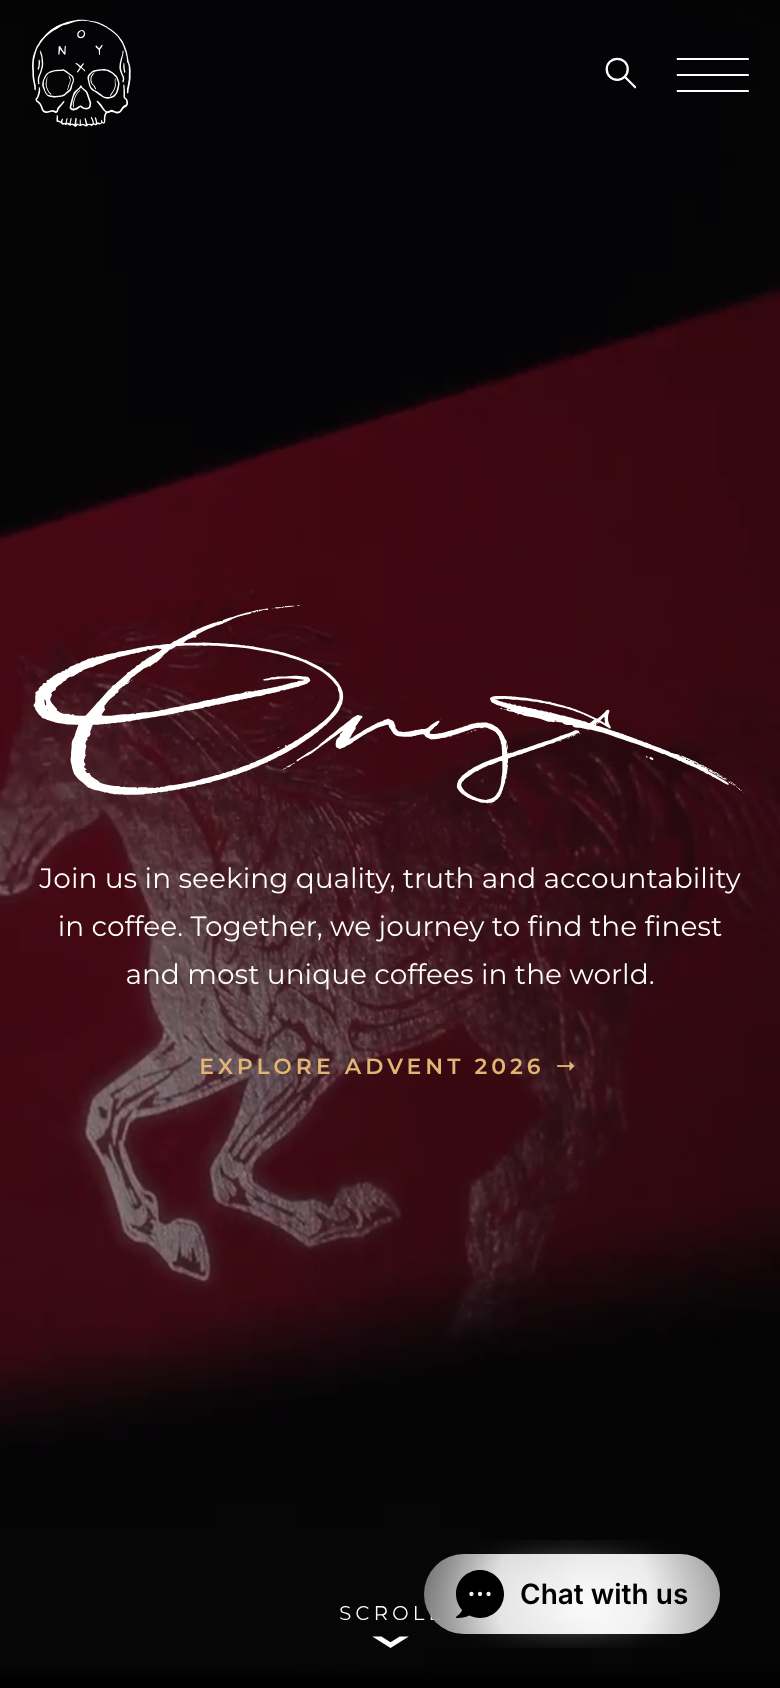 O
N Y
X
Onyx
Join us in seeking quality, truth and accountability
in coffee. Together, we journey to find the finest
and most unique coffees in the world.
EXPLORE ADVENT 2026 →
SCROLL
Chat with us